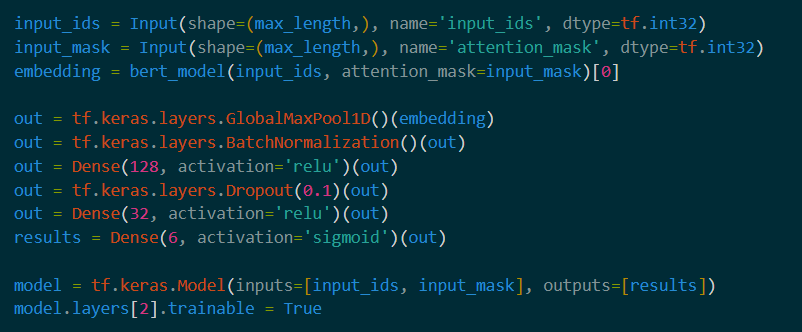 input_ids = Input(shape=(max_length,), name='input_ids', dtype=tf.int32)
input_mask = Input(shape=(max_length,), name='attention_mask', dtype=tf.int32)
embedding = bert_model(input_ids, attention_mask=input_mask)[0]

out = tf.keras.layers.GlobalMaxPool1D()(embedding)
out = tf.keras.layers.BatchNormalization()(out)
out = Dense(128, activation='relu')(out)
out = tf.keras.layers.Dropout(0.1)(out)
out = Dense(32, activation='relu')(out)
results = Dense(6, activation='sigmoid')(out)

model = tf.keras.Model(inputs=[input_ids, input_mask], outputs=[results])
model.layers[2].trainable = True